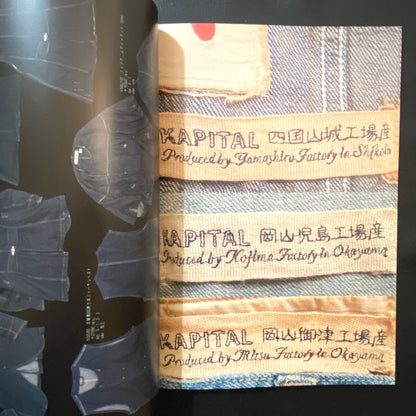 KAPITAL 四国山城工場産
Produced by Yamashiro Factory in Shikoku
KAPITAL 岡山児島工場産
Produced by Kojima Factory in Okayama
KAPITAL 岡山御津工場産
Produced by Mitsu Factory in Okayama